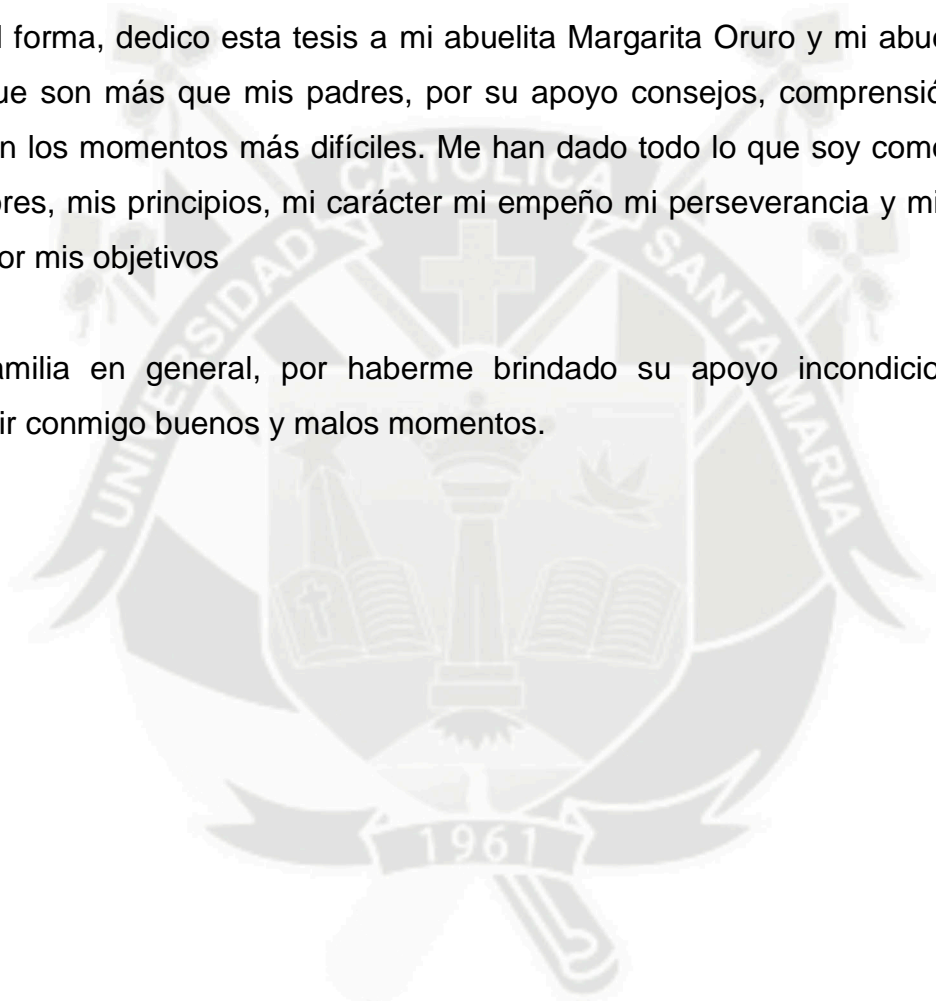 l forma, dedico esta tesis a mi abuelita Margarita Oruro y mi abue
ue son más que mis padres, por su apoyo consejos, comprensió
n los momentos más difíciles. Me han dado todo lo que soy como
ores, mis principios, mi carácter mi empeño mi perseverancia y mi
or mis objetivos
amilia en general, por haberme brindado su apoyo incondicio
ir conmigo buenos y malos momentos.
UNIVERSIDAD CATOLICA SANTA MARIA
1961